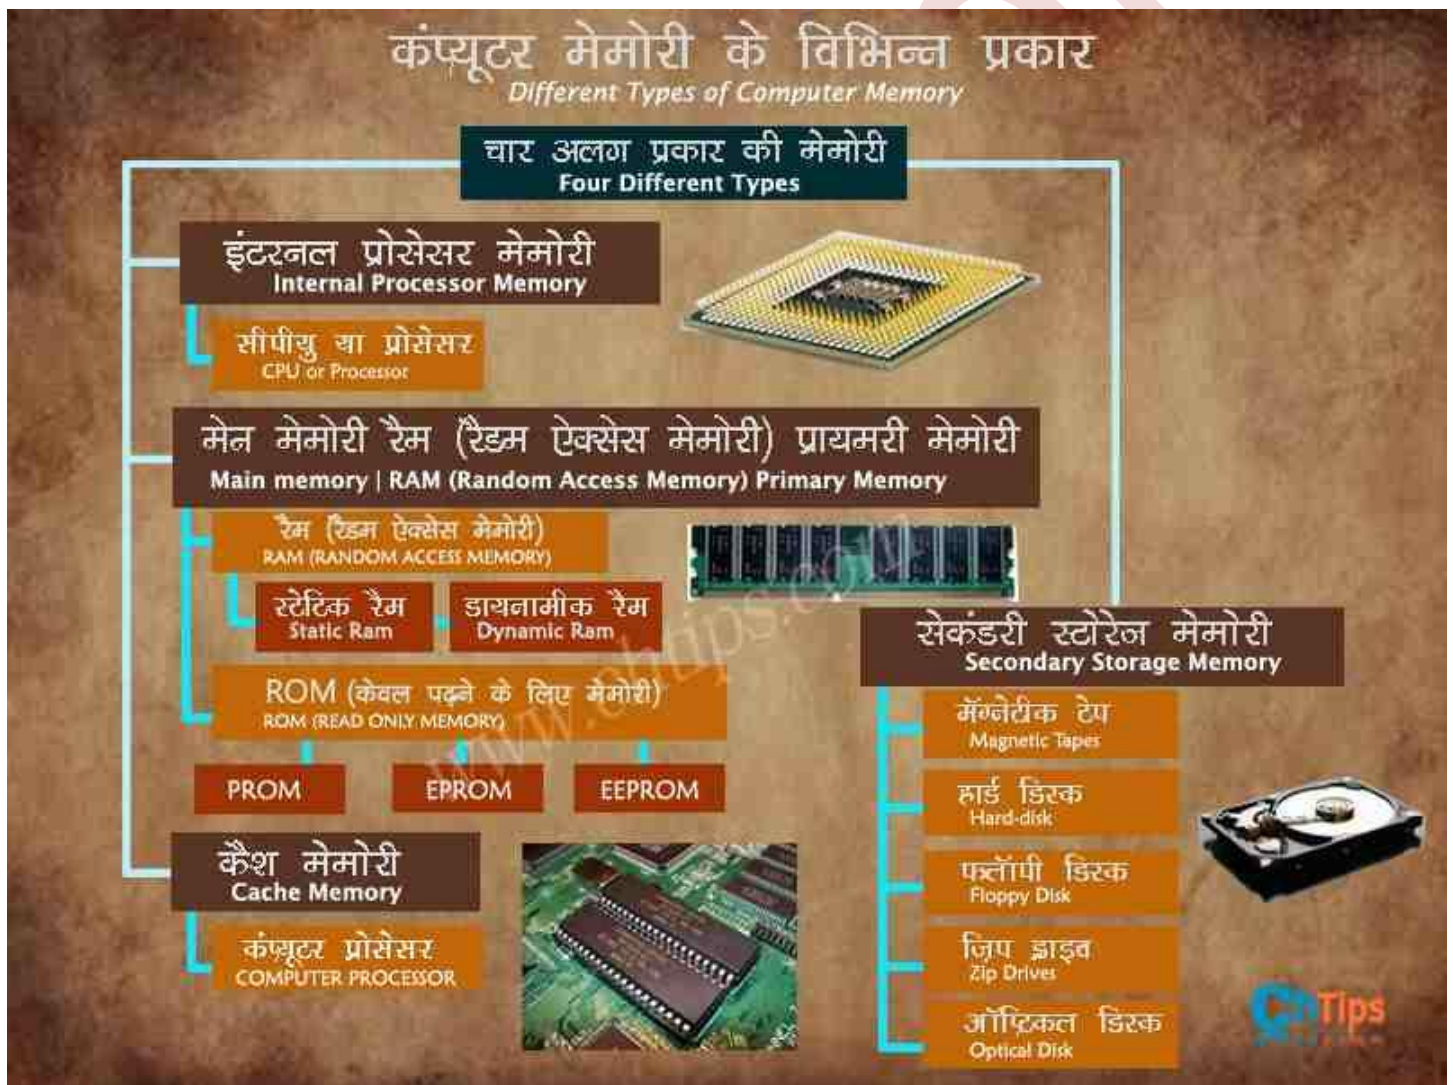 कंप्यूटर मेमोरी के विभिन्न प्रकार
Different Types of Computer Memory
चार अलग प्रकार की मेमोरी
Four Different Types
इंटरनल प्रोसेसर मेमोरी
Internal Processor Memory
सीपीयु या प्रोसेसर
CPU or Processor
मेन मेमोरी रैम (रैडम ऐक्सेस मेमोरी) प्रायमरी मेमोरी
Main memory | RAM (Random Access Memory) Primary Memory
रैम (रैडम ऐक्सेस मेमोरी)
RAM (RANDOM ACCESS MEMORY)
स्टेटिक रैम
Static Ram
डायनामीक रैम
Dynamic Ram
ROM (केवल पढ़ने के लिए मेमोरी)
ROM (READ ONLY MEMORY)
PROM
EPROM
EEPROM
कैश मेमोरी
Cache Memory
कंप्यूटर प्रोसेसर
COMPUTER PROCESSOR
सेकंडरी स्टोरेज मेमोरी
Secondary Storage Memory
मॅग्नेटीक टेप
Magnetic Tapes
हार्ड डिस्क
Hard-disk
फ्लॉपी डिस्क
Floppy Disk
ज़िप ड्राइव
Zip Drives
ऑप्टिकल डिस्क
Optical Disk
www.ehtips.com
Tips